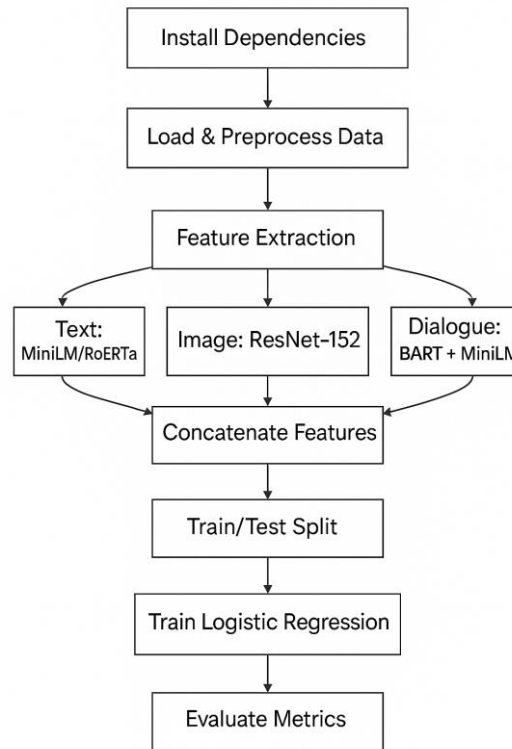 Install Dependencies
Load & Preprocess Data
Feature Extraction
Text:
MiniLM/RoERTa
Image: ResNet-152
Dialogue:
BART + MiniLM
Concatenate Features
Train/Test Split
Train Logistic Regression
Evaluate Metrics